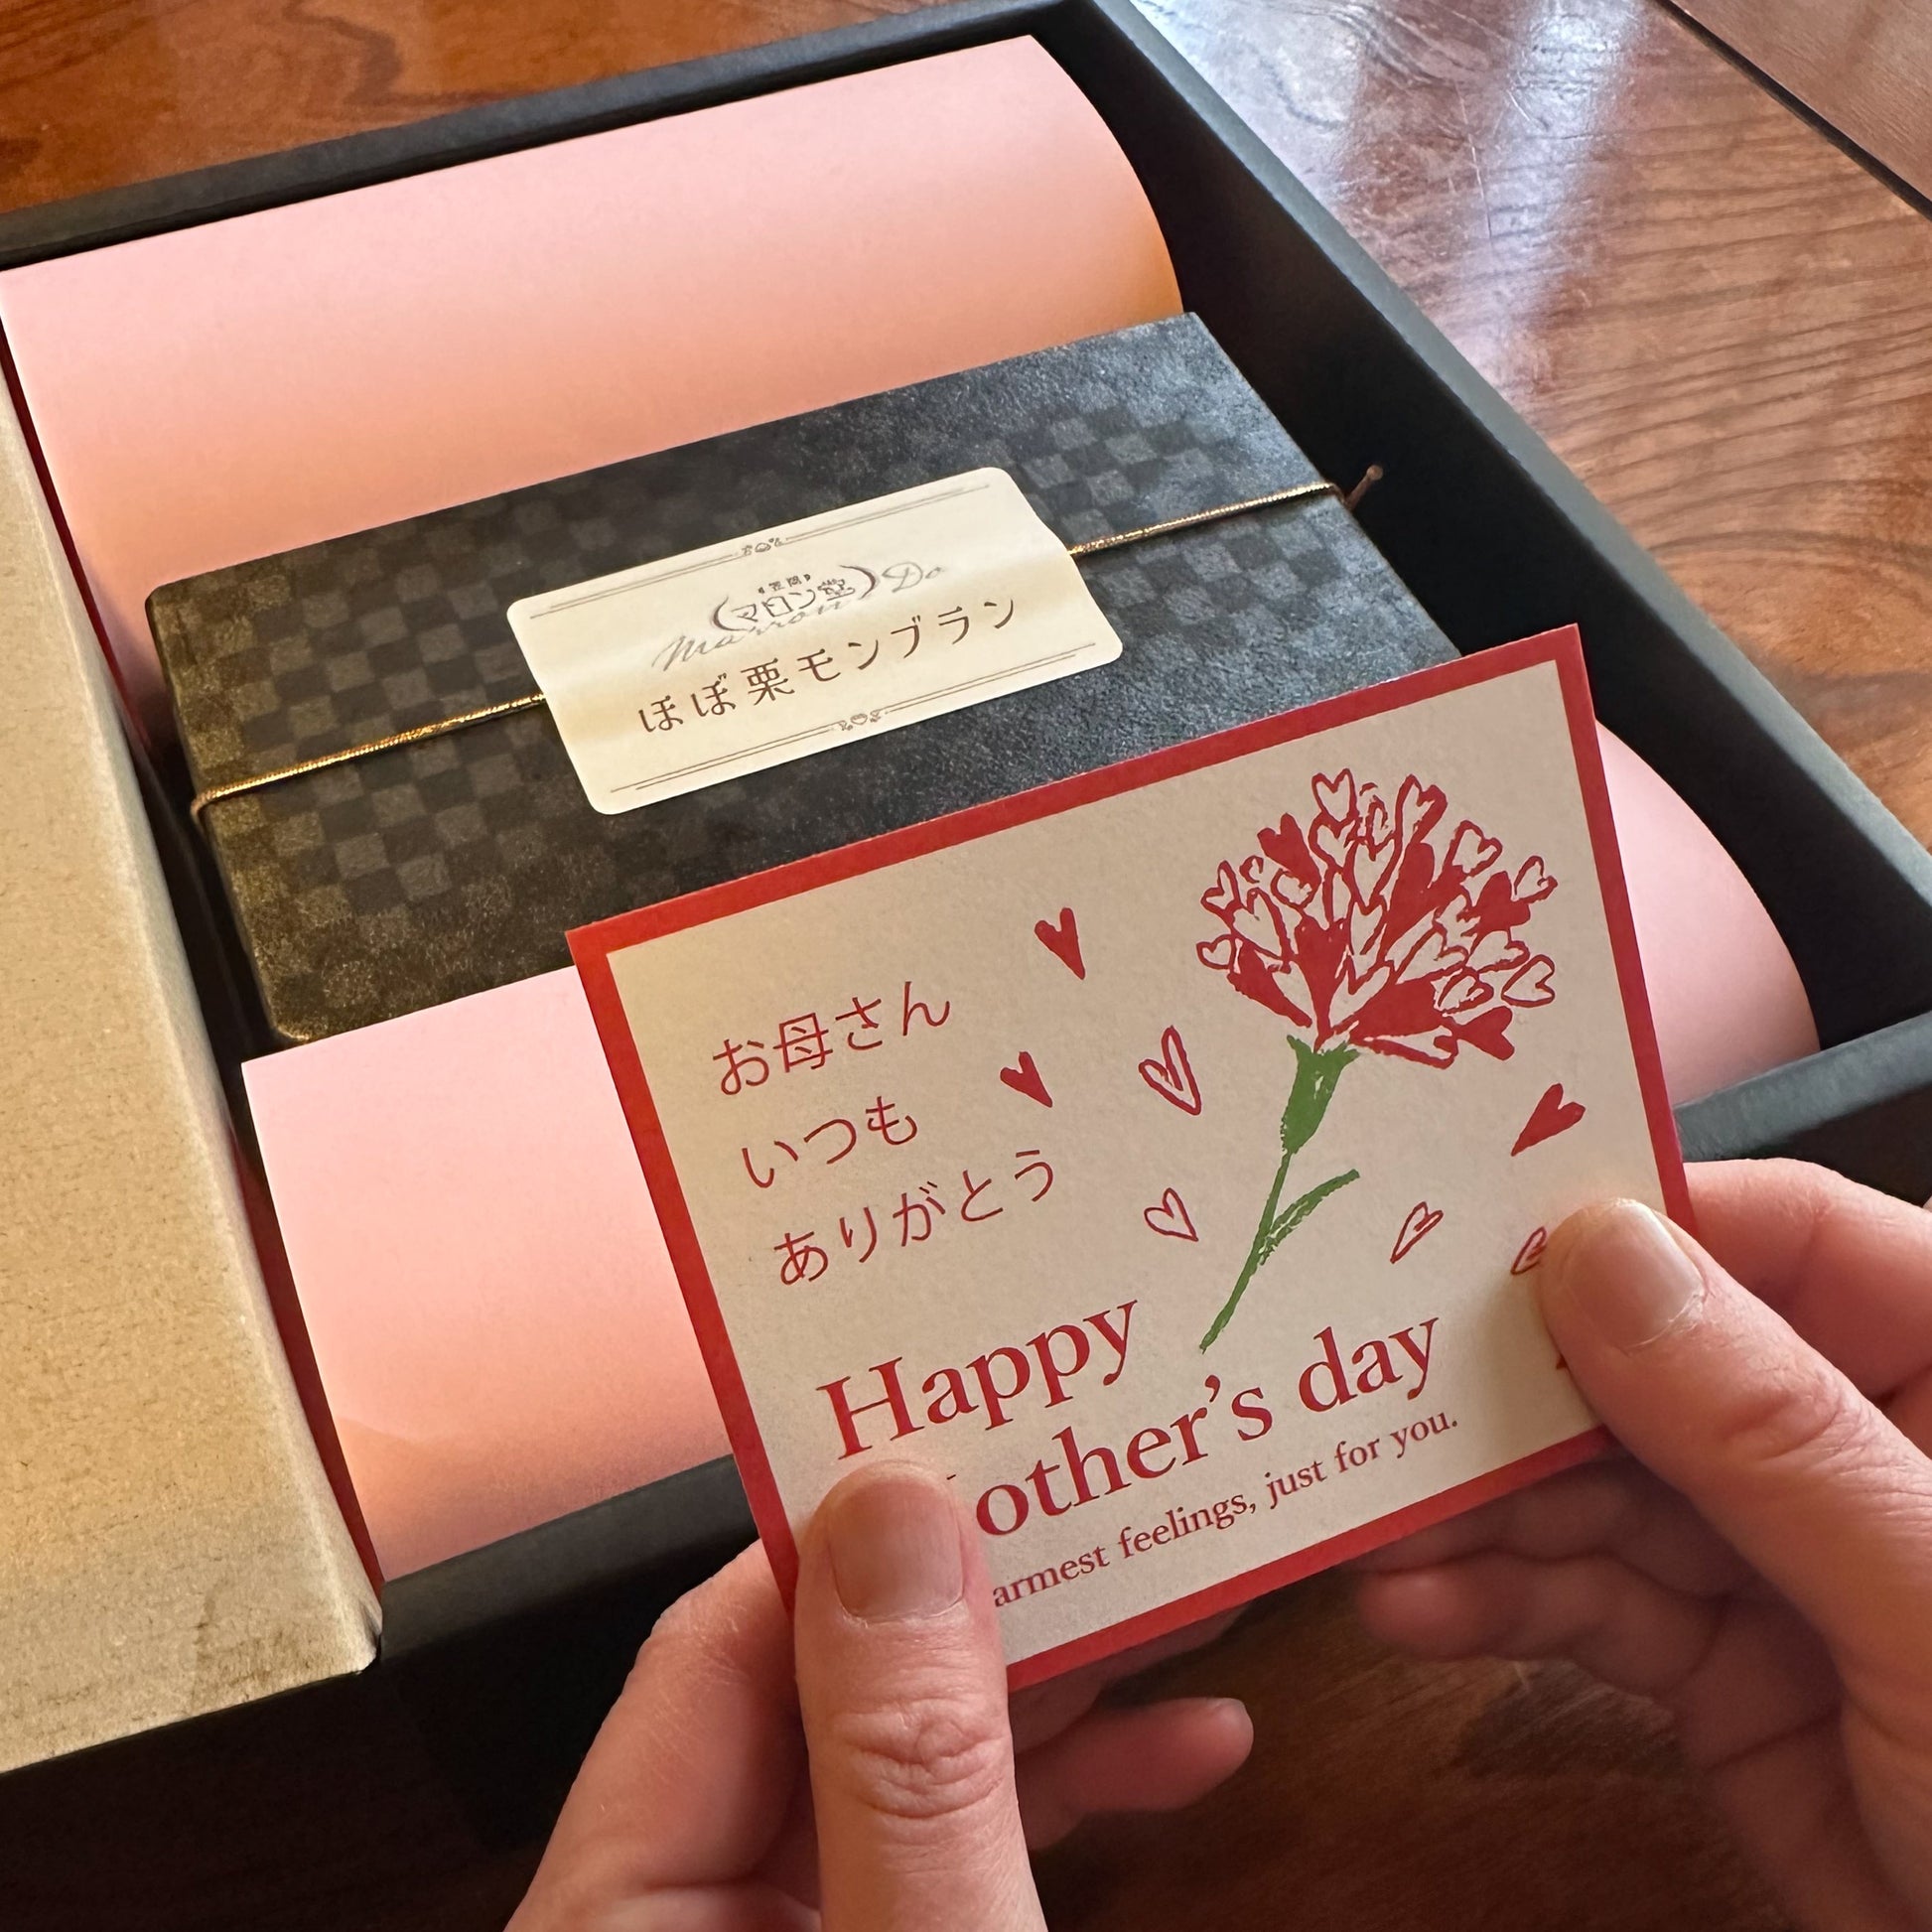 笠間
マロン堂
Marron Do
ほぼ栗モンブラン
お母さん
いつも
ありがとう
Happy
other's day
armest feelings, just for you.